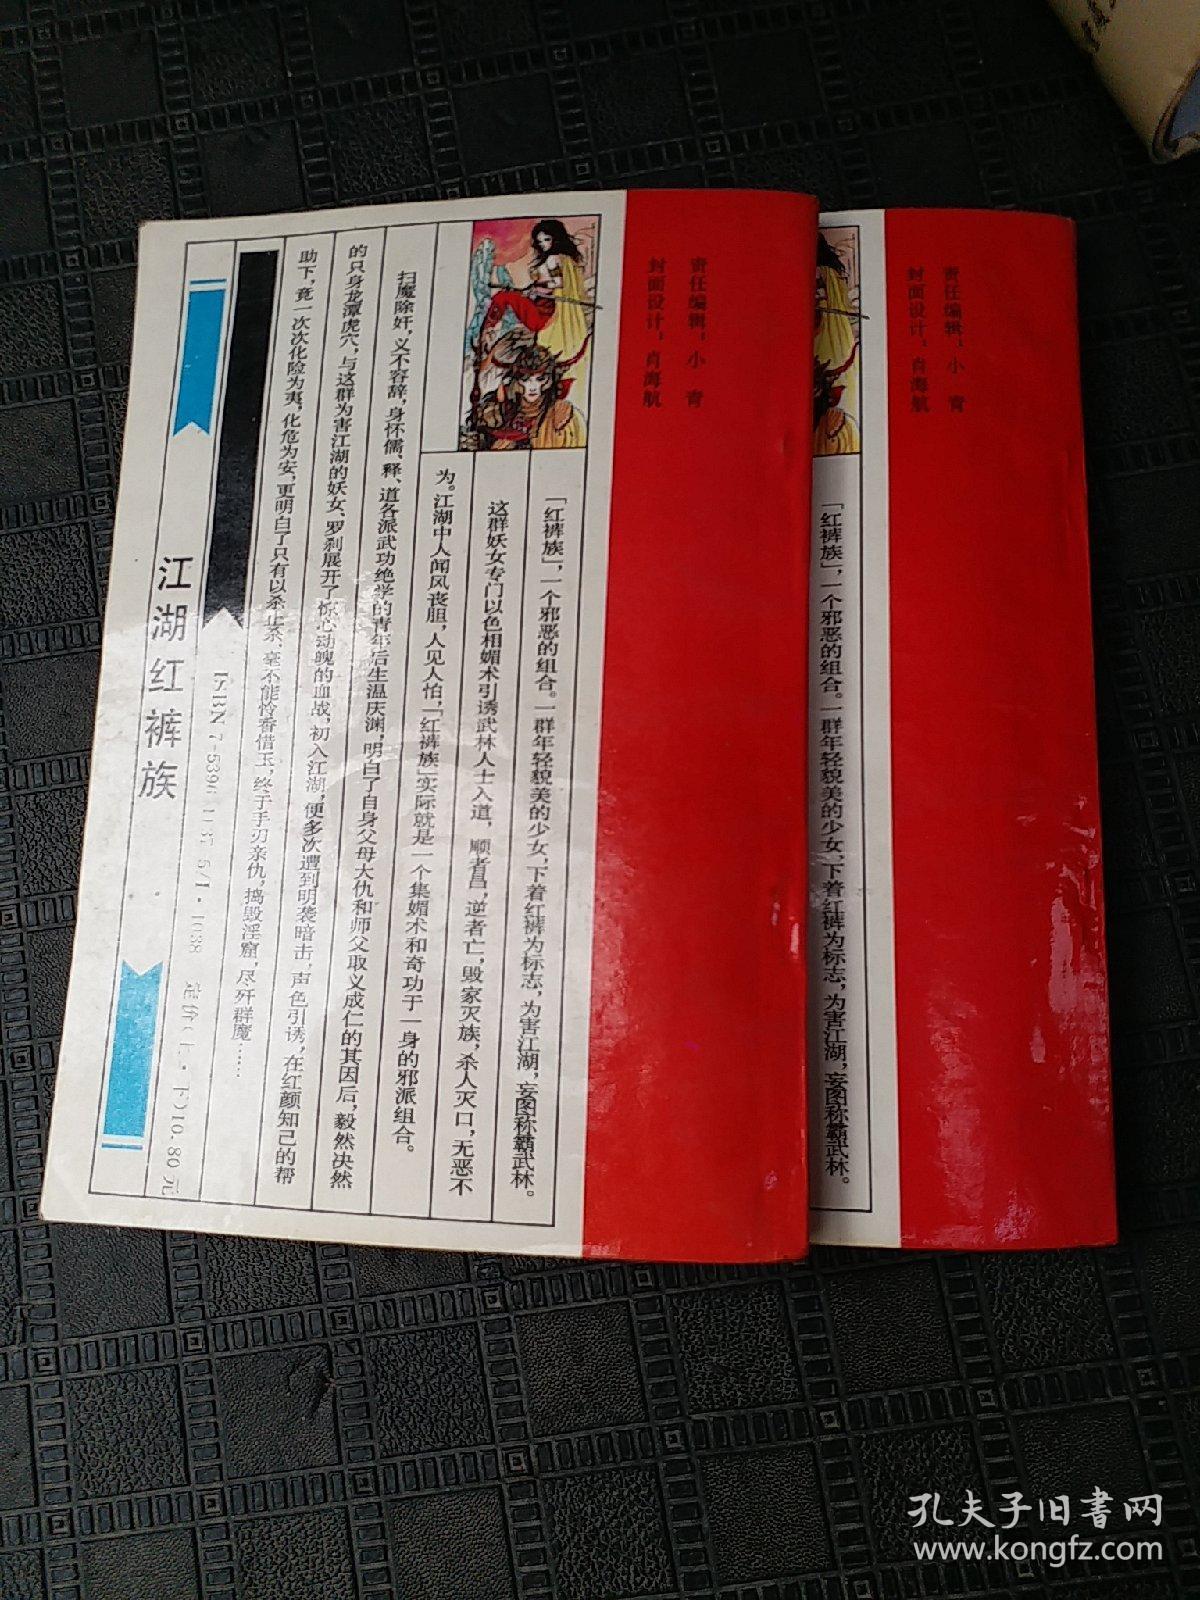 责任编辑：小 青
封面设计：肖海航
「红裤族」，一个邪恶的组合。一群年轻貌美的少女，下着红裤为标志，为害江湖，妄图称霸武林。
这群妖女专门以色相媚术引诱武林人士入道，顺者昌，逆者亡，毁家灭族，杀人灭口，无恶不
为。江湖中人闻风丧胆，人见人怕，「红裤族」实际就是一个集媚术和奇功于一身的邪派组合。
扫魔除奸，义不容辞，身怀儒、释、道各派武功绝学的青年后生温庆渊，明白了自身父母大仇和师父取义成仁的其因后，毅然决然
的只身龙潭虎穴，与这群为害江湖的妖女、罗刹展开了惊心动魄的血战，初入江湖，便多次遭到明袭暗击，声色引诱，在红颜知己的帮
助下，竟一次次化险为夷，化危为安，更明白了只有以杀止杀、毫不能怜香惜玉，终于手刃亲仇，捣毁淫窟，尽歼群魔……
5/I·1038 定价（上·下）10.80元
江湖红裤族
责任编辑：小 青
封面设计：肖海航
「红裤族」，一个邪恶的组合。一群年轻貌美的少女，下着红裤为标志，为害江湖，妄图称霸武林。
孔夫子旧书网
www.kongfz.com